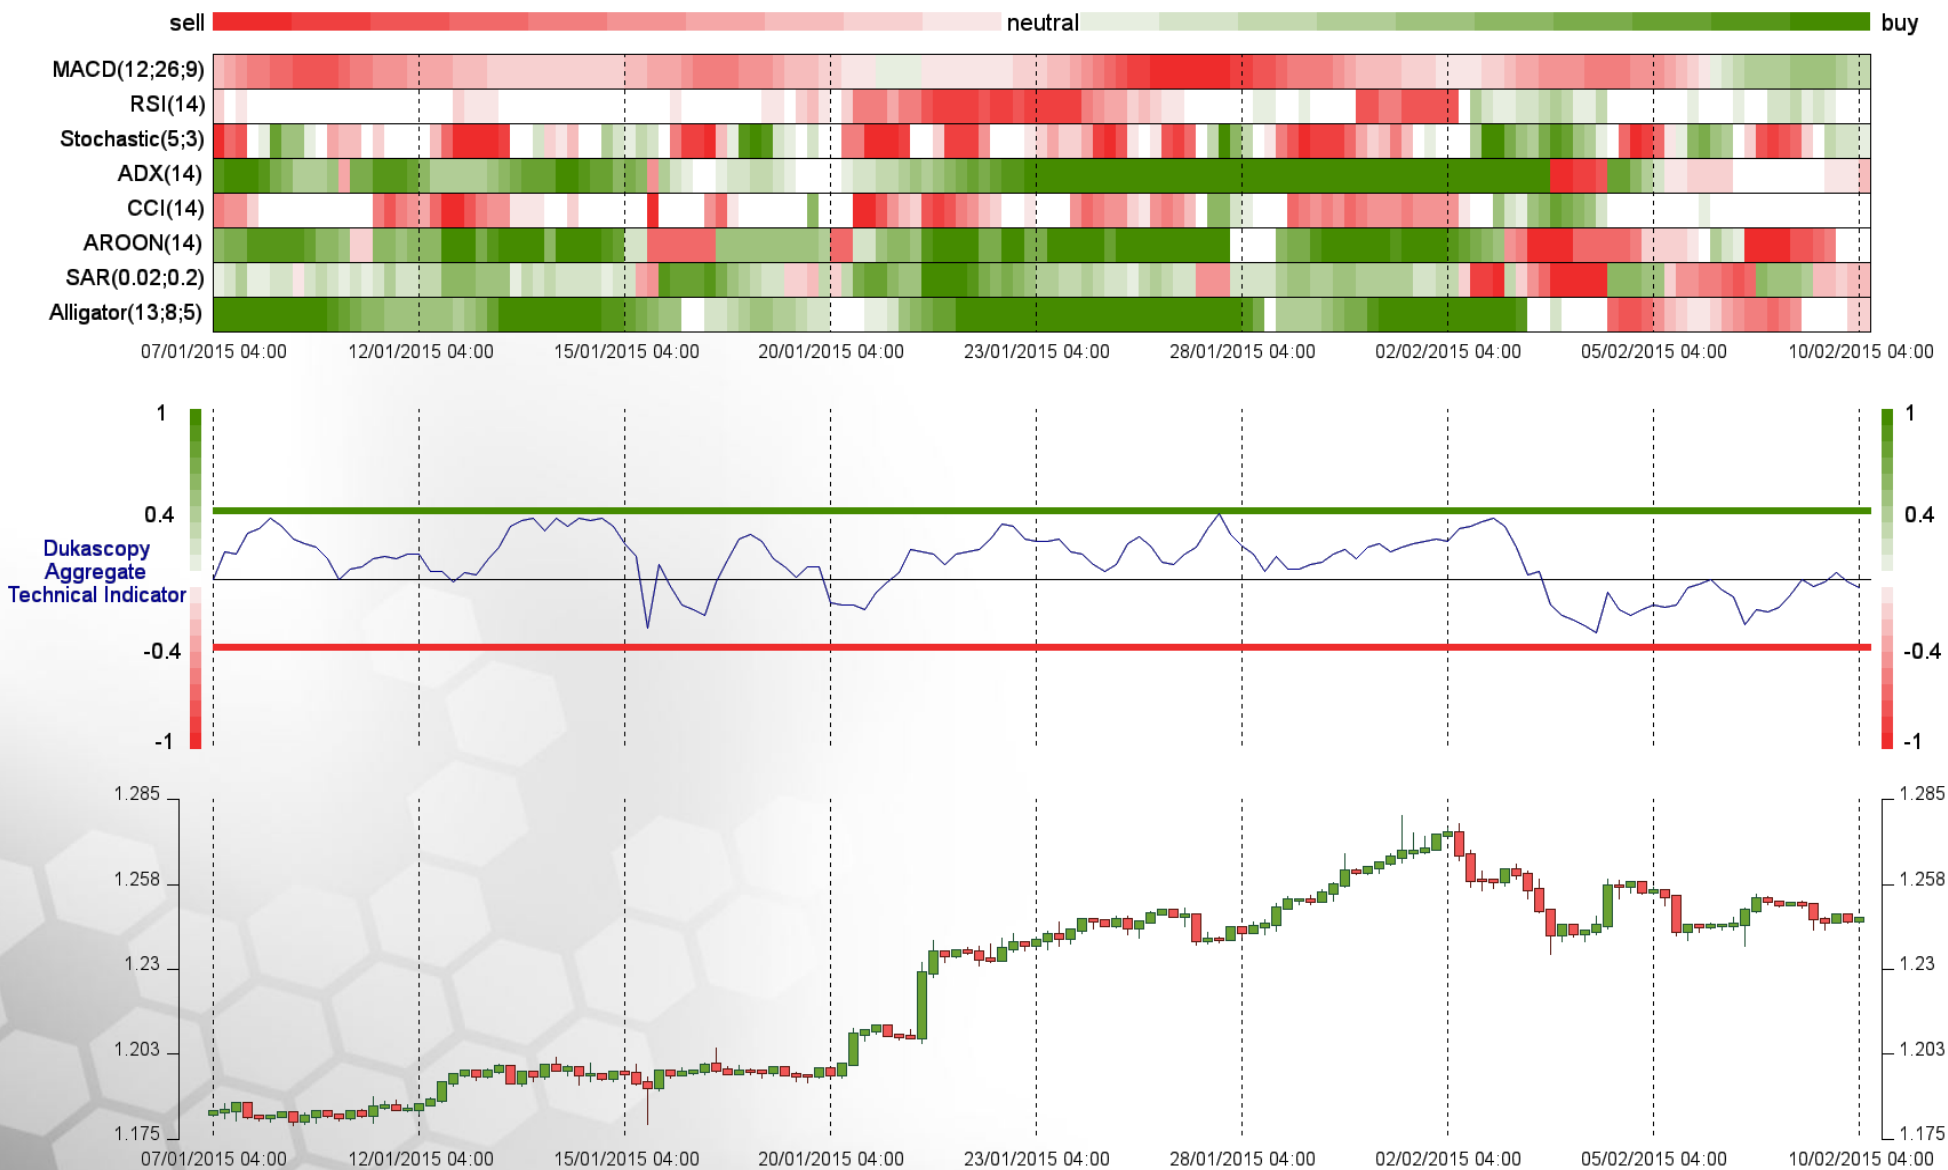 sell neutral buy
MACD(12;26;9)
RSI(14)
Stochastic(5;3)
ADX(14)
CCI(14)
AROON(14)
SAR(0.02;0.2)
Alligator(13;8;5)
07/01/2015 04:00 12/01/2015 04:00 15/01/2015 04:00 20/01/2015 04:00 23/01/2015 04:00 28/01/2015 04:00 02/02/2015 04:00 05/02/2015 04:00 10/02/2015 04:00
1 1
0.4 0.4
Dukascopy
Aggregate
Technical Indicator
-0.4 -0.4
-1 -1
1.285 1.285
1.258 1.258
1.23 1.23
1.203 1.203
1.175 1.175
07/01/2015 04:00 12/01/2015 04:00 15/01/2015 04:00 20/01/2015 04:00 23/01/2015 04:00 28/01/2015 04:00 02/02/2015 04:00 05/02/2015 04:00 10/02/2015 04:00